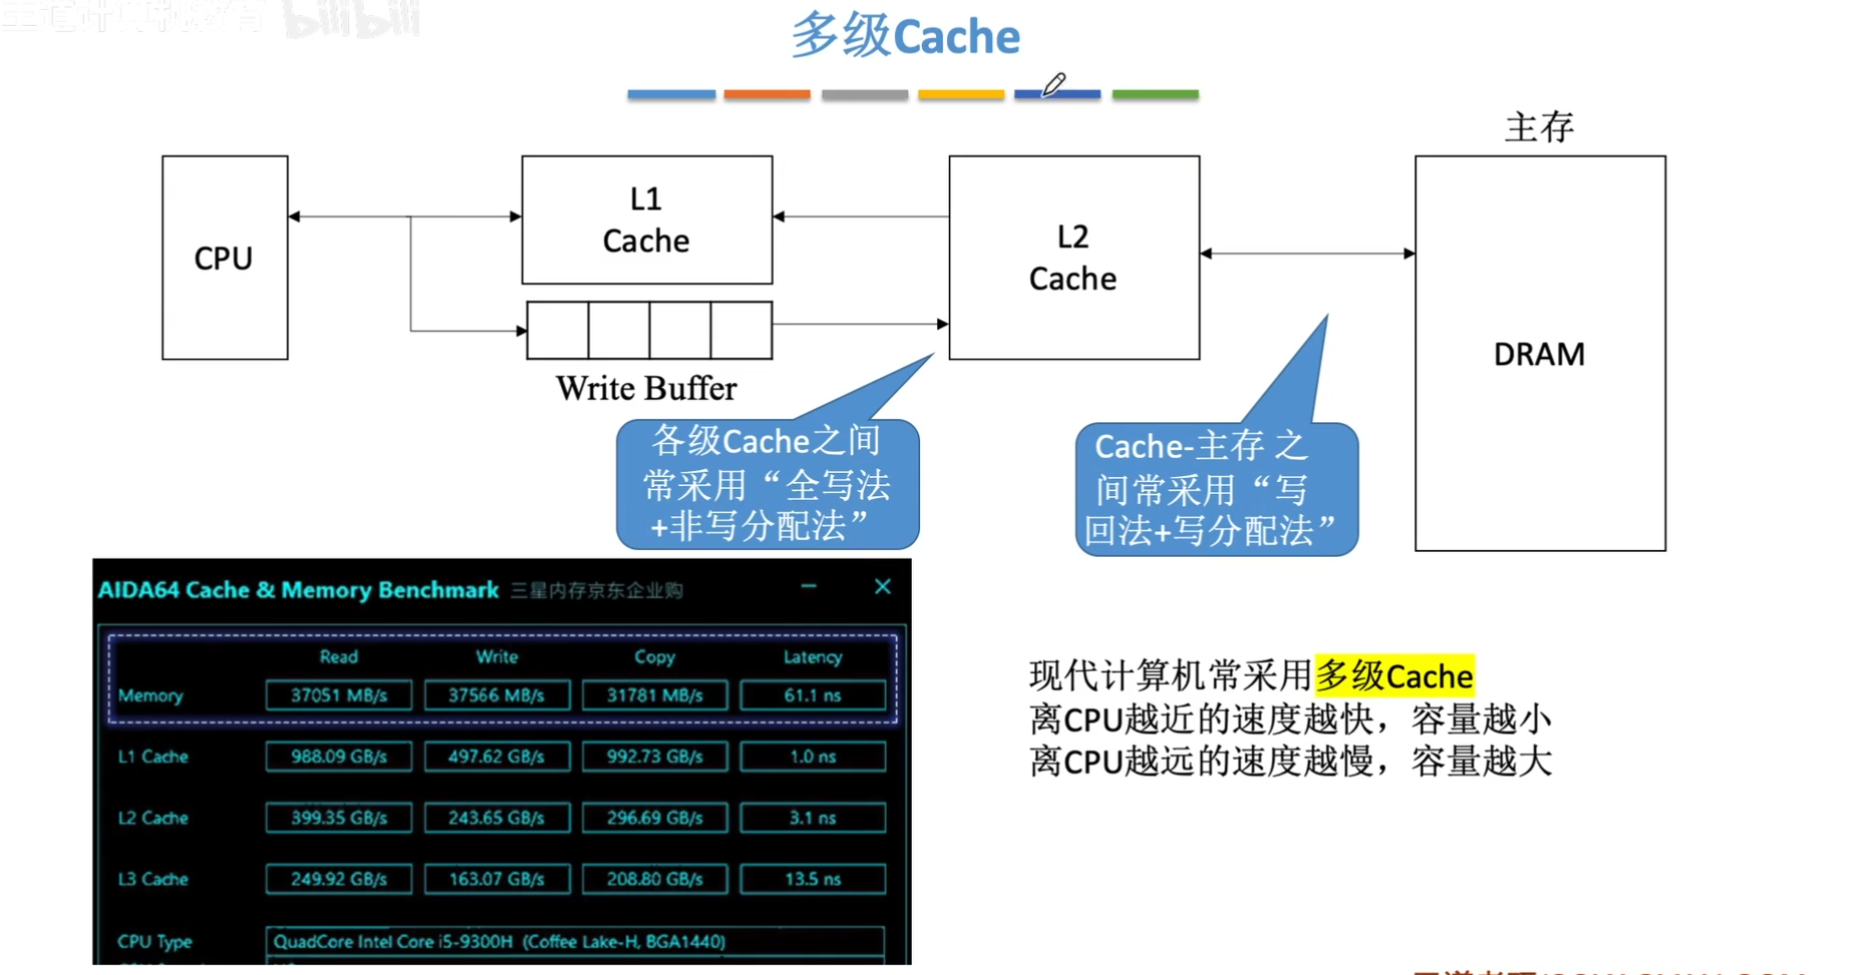 王道计算机教育 bilibili
多级Cache
主存
CPU
L1
Cache
L2
Cache
DRAM
Write Buffer
各级Cache之间
常采用“全写法
+非写分配法”
Cache-主存 之
间常采用“写
回法+写分配法”
AIDA64 Cache & Memory Benchmark 三星内存京东企业购
Read Write Copy Latency
Memory 37051 MB/s 37566 MB/s 31781 MB/s 61.1 ns
L1 Cache 988.09 GB/s 497.62 GB/s 992.73 GB/s 1.0 ns
L2 Cache 399.35 GB/s 243.65 GB/s 296.69 GB/s 3.1 ns
L3 Cache 249.92 GB/s 163.07 GB/s 208.80 GB/s 13.5 ns
CPU Type QuadCore Intel Core i5-9300H (Coffee Lake-H, BGA1440)
现代计算机常采用多级Cache
离CPU越近的速度越快，容量越小
离CPU越远的速度越慢，容量越大